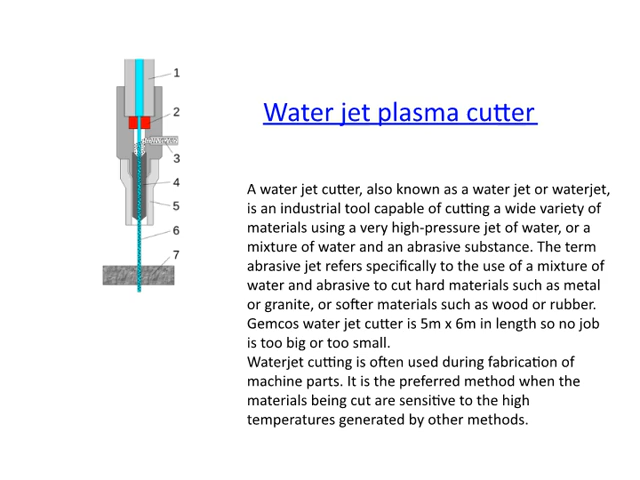 1
2
3
4
5
6
7
Water jet plasma cutter
A water jet cutter, also known as a water jet or waterjet,
is an industrial tool capable of cutting a wide variety of
materials using a very high-pressure jet of water, or a
mixture of water and an abrasive substance. The term
abrasive jet refers specifically to the use of a mixture of
water and abrasive to cut hard materials such as metal
or granite, or softer materials such as wood or rubber.
Gemcos water jet cutter is 5m x 6m in length so no job
is too big or too small.
Waterjet cutting is often used during fabrication of
machine parts. It is the preferred method when the
materials being cut are sensitive to the high
temperatures generated by other methods.